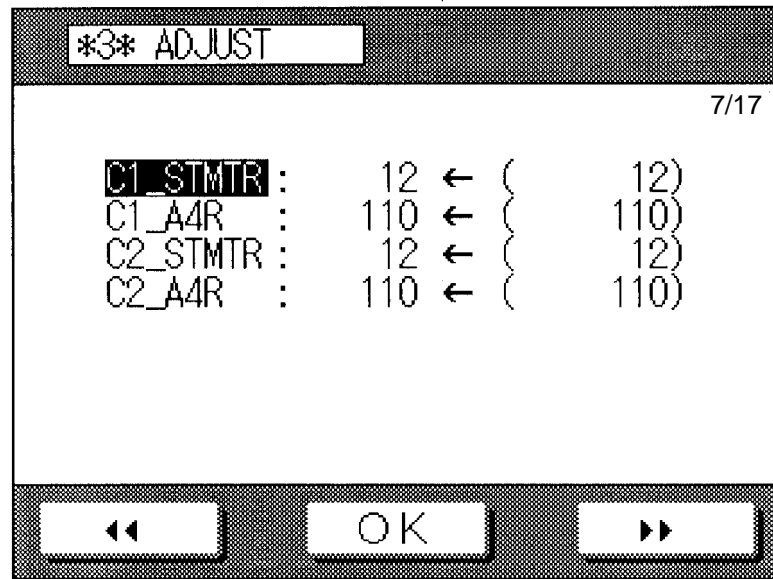 *3* ADJUST
7/17
C1_STMTR : 12 ← ( 12)
C1_A4R : 110 ← ( 110)
C2_STMTR : 12 ← ( 12)
C2_A4R : 110 ← ( 110)
OK